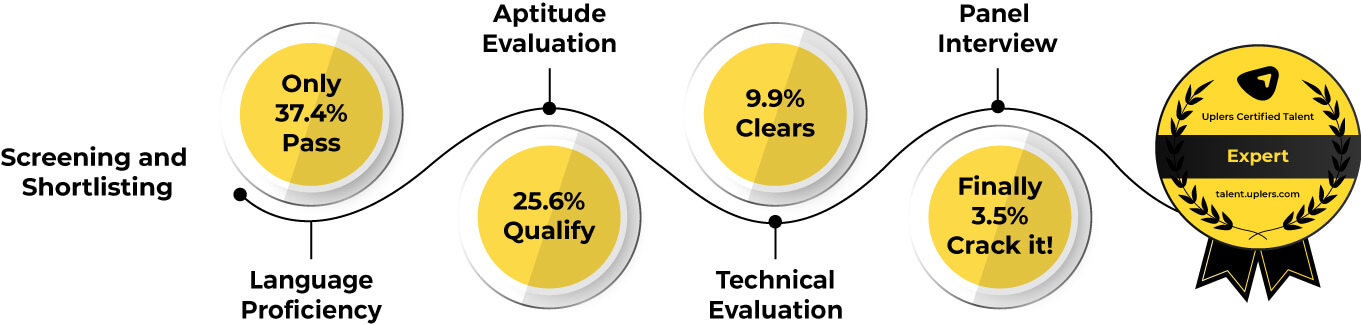 Screening and
Shortlisting
Only
37.4%
Pass
Language
Proficiency
Aptitude
Evaluation
25.6%
Qualify
9.9%
Clears
Technical
Evaluation
Panel
Interview
Finally
3.5%
Crack it!
Uplers Certified Talent
Expert
talent.uplers.com